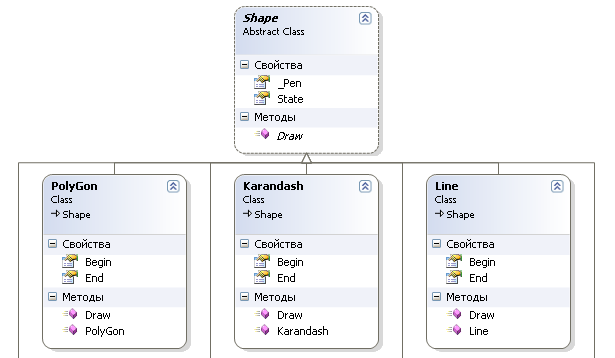 Shape
Abstract Class
Свойства
_Pen
State
Методы
Draw
PolyGon
Class
Shape
Свойства
Begin
End
Методы
Draw
PolyGon
Karandash
Class
Shape
Свойства
Begin
End
Методы
Draw
Karandash
Line
Class
Shape
Свойства
Begin
End
Методы
Draw
Line